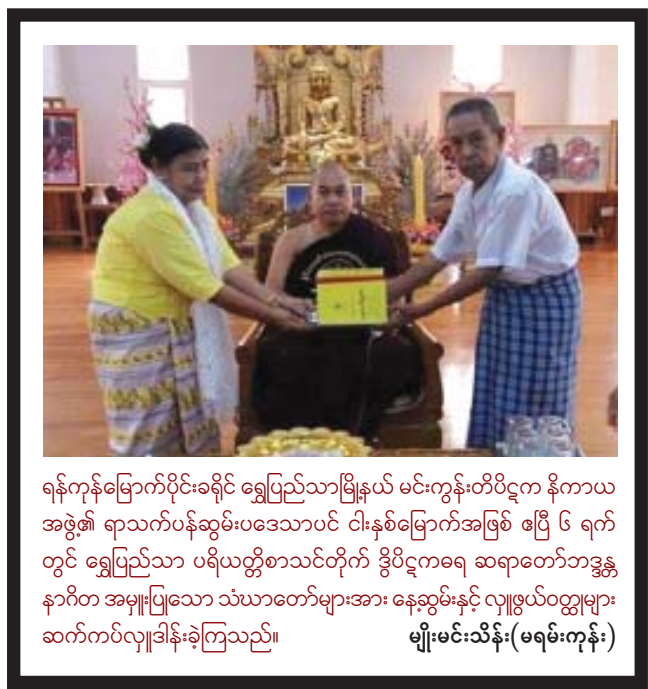 ရန်ကုန်မြောက်ပိုင်းခရိုင် ရွှေပြည်သာမြို့နယ် မင်းကွန်းတိပိဋက နိကာယ
အဖွဲ့၏ ရာသက်ပန်ဆွမ်းပဒေသာပင် ငါးနှစ်မြောက်အဖြစ် ဧပြီ ၆ ရက်
တွင် ရွှေပြည်သာ ပရိယတ္တိစာသင်တိုက် ဒွိပိဋကဓရ ဆရာတော်ဘဒ္ဒန္တ
နာဂိတ အမှူးပြုသော သံဃာတော်များအား နေ့ဆွမ်းနှင့် လှူဖွယ်ဝတ္ထုများ
ဆက်ကပ်လှူဒါန်းခဲ့ကြသည်။ မျိုးမင်းသိန်း(မရမ်းကုန်း)